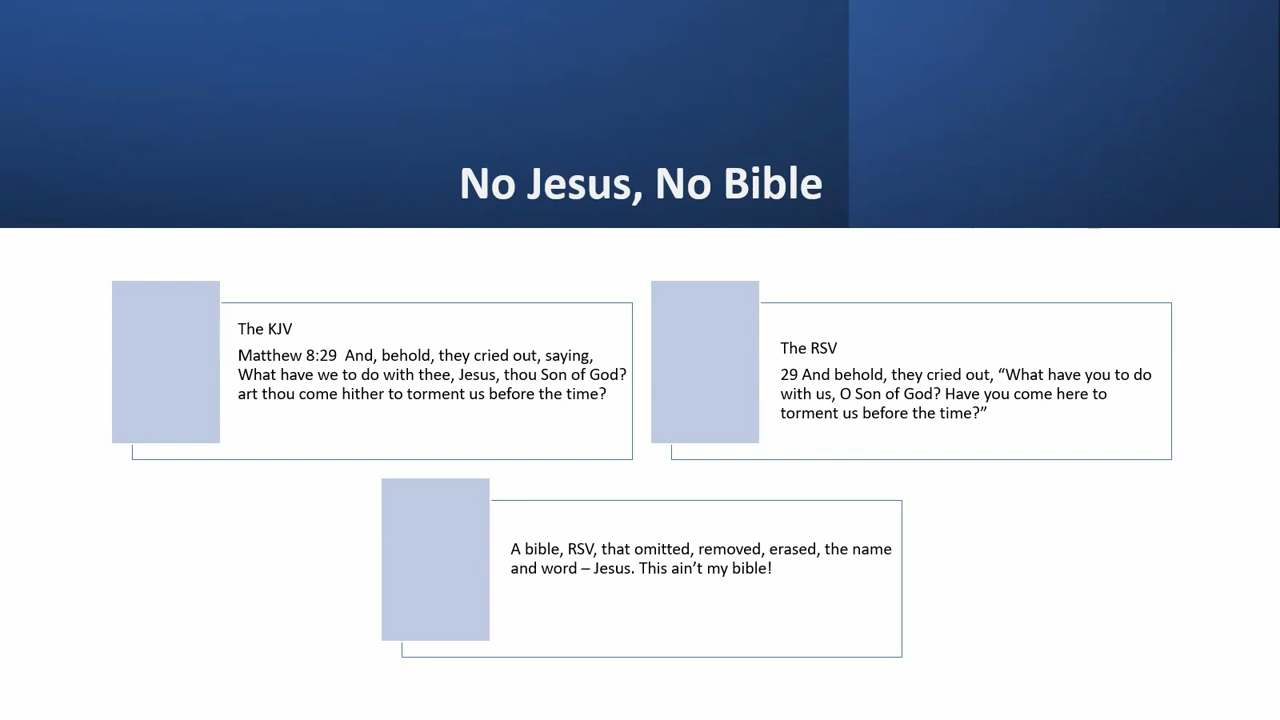 No Jesus, No Bible
The KJV
Matthew 8:29  And, behold, they cried out, saying,
What have we to do with thee, Jesus, thou Son of God?
art thou come hither to torment us before the time?
The RSV
29 And behold, they cried out, “What have you to do
with us, O Son of God? Have you come here to
torment us before the time?”
A bible, RSV, that omitted, removed, erased, the name
and word – Jesus. This ain’t my bible!